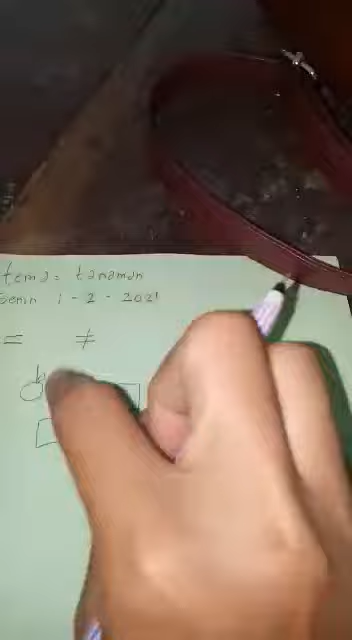 tema = tanaman
Senin 1 - 2 - 2021
= ≠